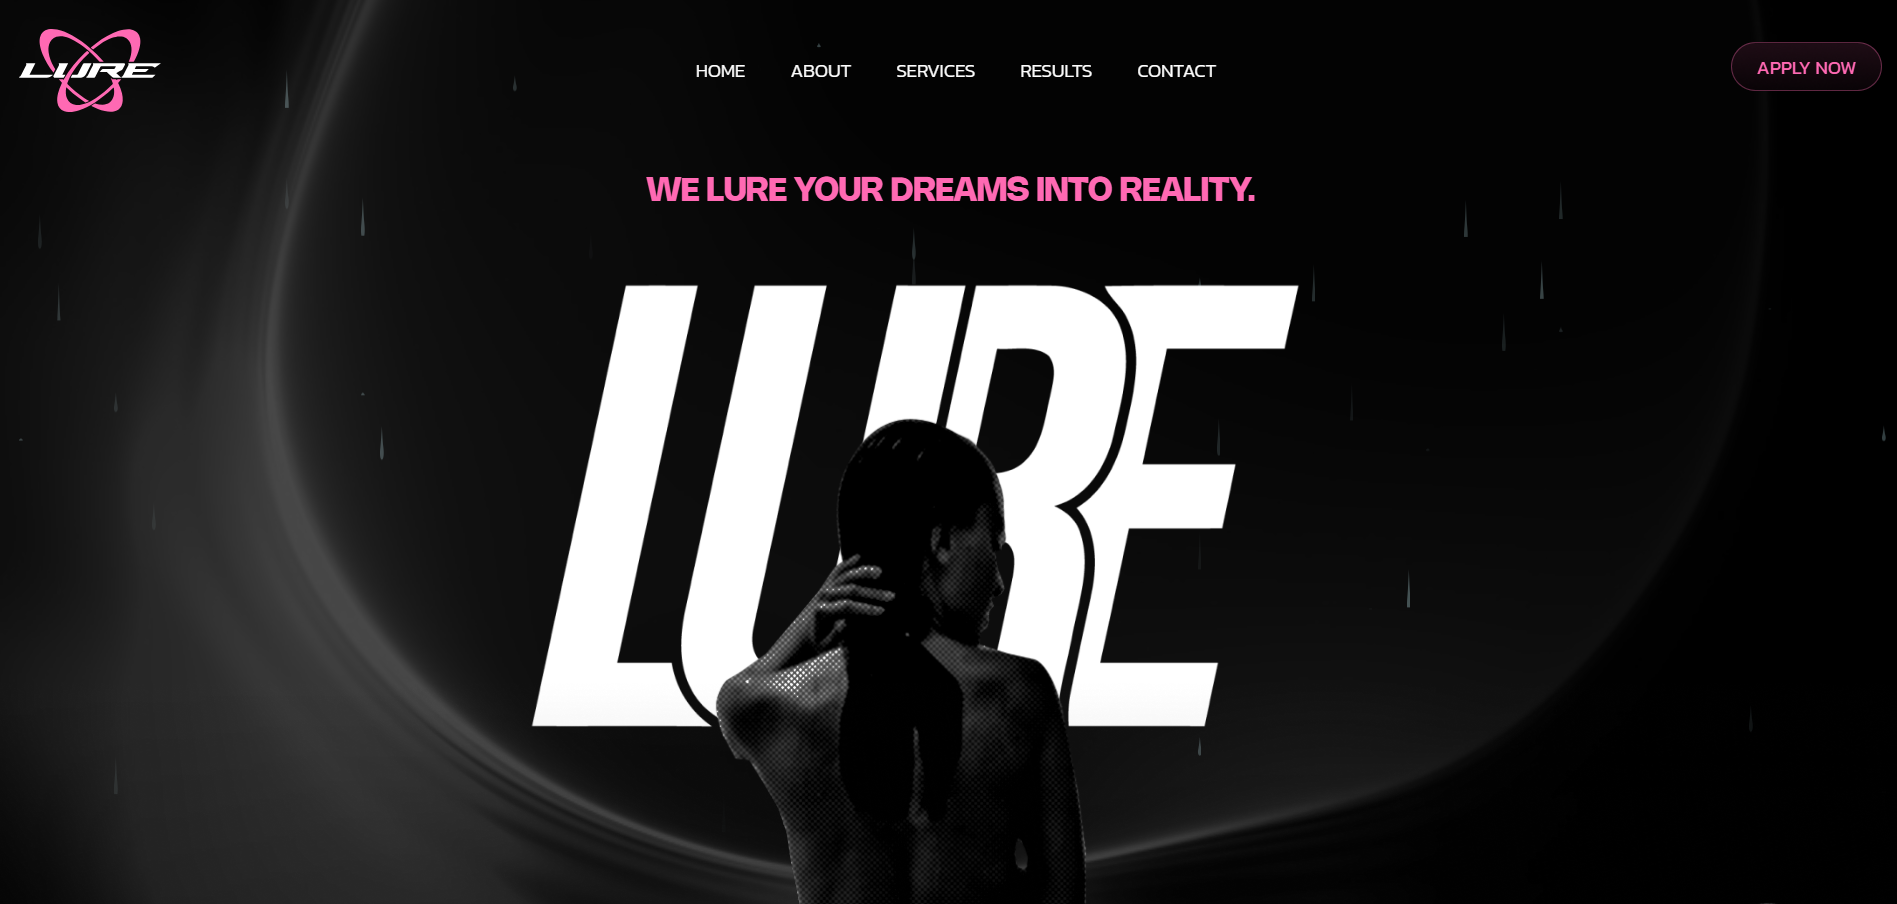 LURE
HOME ABOUT SERVICES RESULTS CONTACT
APPLY NOW
WE LURE YOUR DREAMS INTO REALITY.
LURE